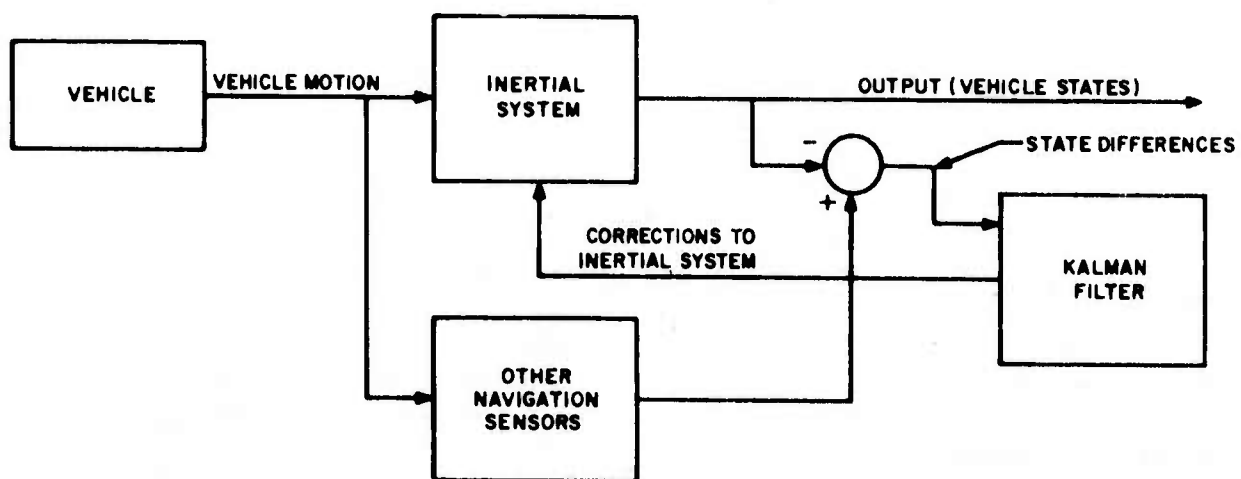 VEHICLE
VEHICLE MOTION
INERTIAL
SYSTEM
OUTPUT (VEHICLE STATES)
-
STATE DIFFERENCES
+
CORRECTIONS TO
INERTIAL SYSTEM
KALMAN
FILTER
OTHER
NAVIGATION
SENSORS